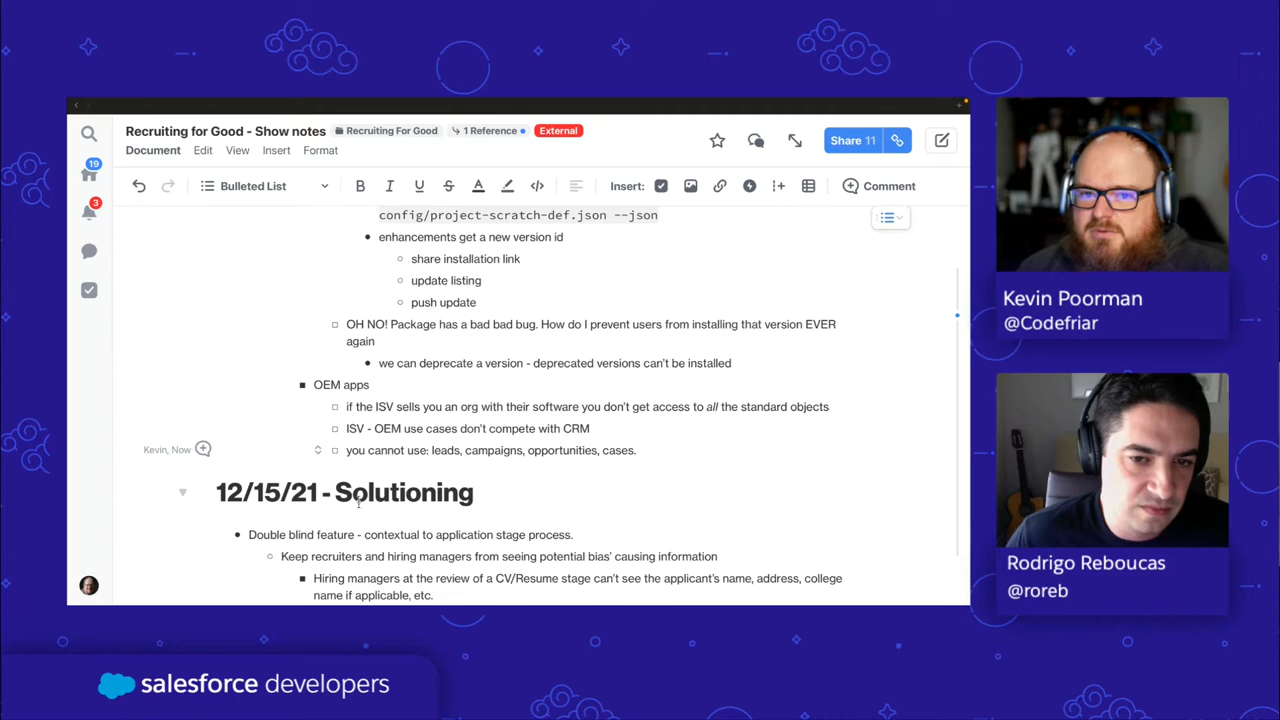 Recruiting for Good - Show notes
Recruiting For Good
1 Reference
External
Document Edit View Insert Format
Share 11
19
3
Bulleted List
B I U S A
Insert:
Comment
config/project-scratch-def.json --json
enhancements get a new version id
share installation link
update listing
push update
OH NO! Package has a bad bad bug. How do I prevent users from installing that version EVER
again
we can deprecate a version - deprecated versions can't be installed
OEM apps
if the ISV sells you an org with their software you don't get access to all the standard objects
ISV - OEM use cases don't compete with CRM
Kevin, Now
you cannot use: leads, campaigns, opportunities, cases.
12/15/21 - Solutioning
Double blind feature - contextual to application stage process.
Keep recruiters and hiring managers from seeing potential bias' causing information
Hiring managers at the review of a CV/Resume stage can't see the applicant's name, address, college
name if applicable, etc.
Kevin Poorman
@Codefriar
Rodrigo Reboucas
@roreb
salesforce developers